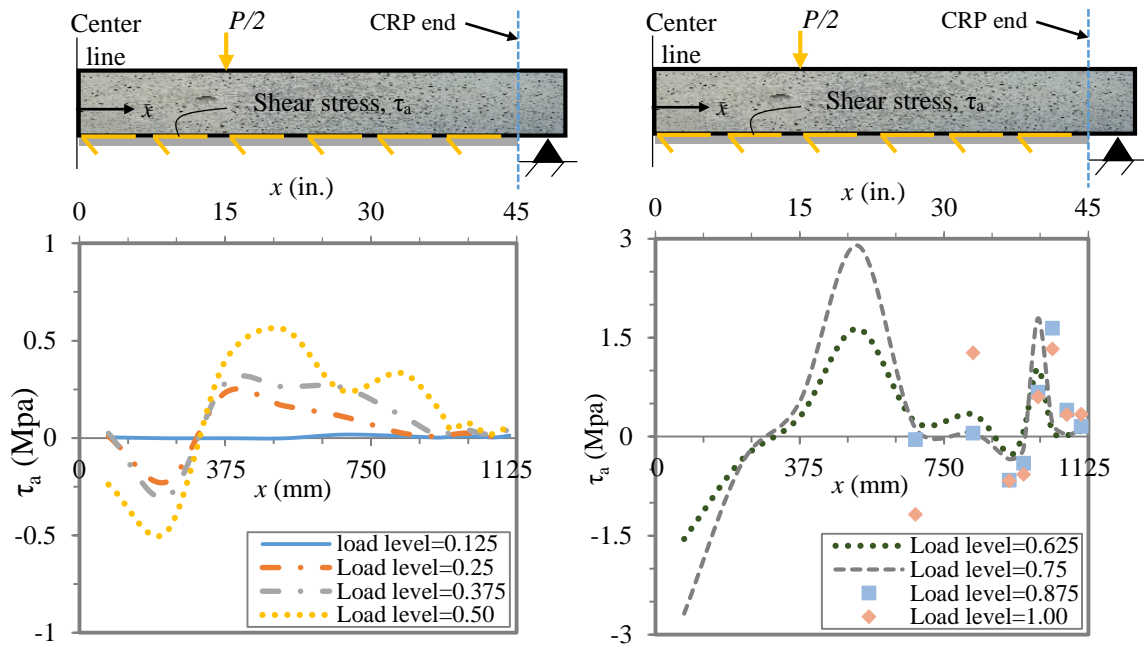 Center
line
P/2
CRP end
x̄
Shear stress, τa
x (in.)
0 15 30 45
1
0.5
0
-0.5
-1
τa (Mpa)
0 375 750 1125
x (mm)
load level=0.125
Load level=0.25
Load level=0.375
Load level=0.50
Center
line
P/2
CRP end
x̄
Shear stress, τa
x (in.)
0 15 30 45
3
1.5
0
-1.5
-3
τa (Mpa)
0 375 750 1125
x (mm)
Load level=0.625
Load level=0.75
Load level=0.875
Load level=1.00